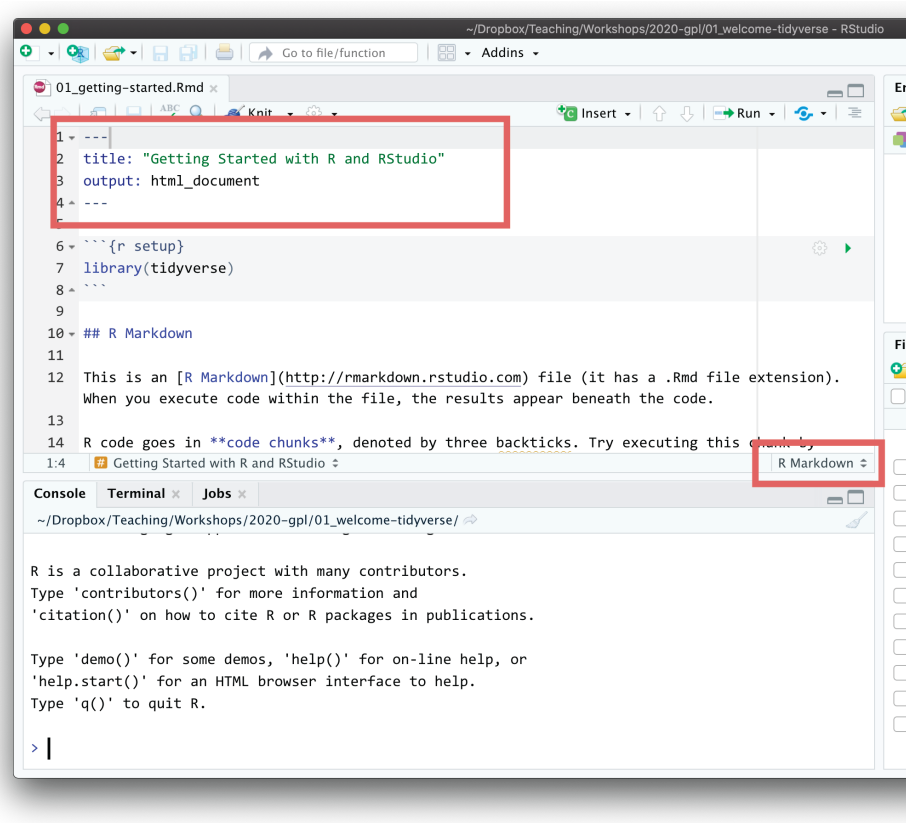 ~/Dropbox/Teaching/Workshops/2020-gpl/01_welcome-tidyverse - RStudio
Go to file/function
Addins
01_getting-started.Rmd
ABC
Knit
Insert
Run
1 ---
2 title: "Getting Started with R and RStudio"
3 output: html_document
4 ---
5
6 ```{r setup}
7 library(tidyverse)
8 ```
9
10 ## R Markdown
11
12 This is an [R Markdown](http://rmarkdown.rstudio.com) file (it has a .Rmd file extension).
When you execute code within the file, the results appear beneath the code.
13
14 R code goes in **code chunks**, denoted by three backticks. Try executing this chunk by
1:4 # Getting Started with R and RStudio R Markdown
Console Terminal Jobs
~/Dropbox/Teaching/Workshops/2020-gpl/01_welcome-tidyverse/
R is a collaborative project with many contributors.
Type 'contributors()' for more information and
'citation()' on how to cite R or R packages in publications.
Type 'demo()' for some demos, 'help()' for on-line help, or
'help.start()' for an HTML browser interface to help.
Type 'q()' to quit R.
>